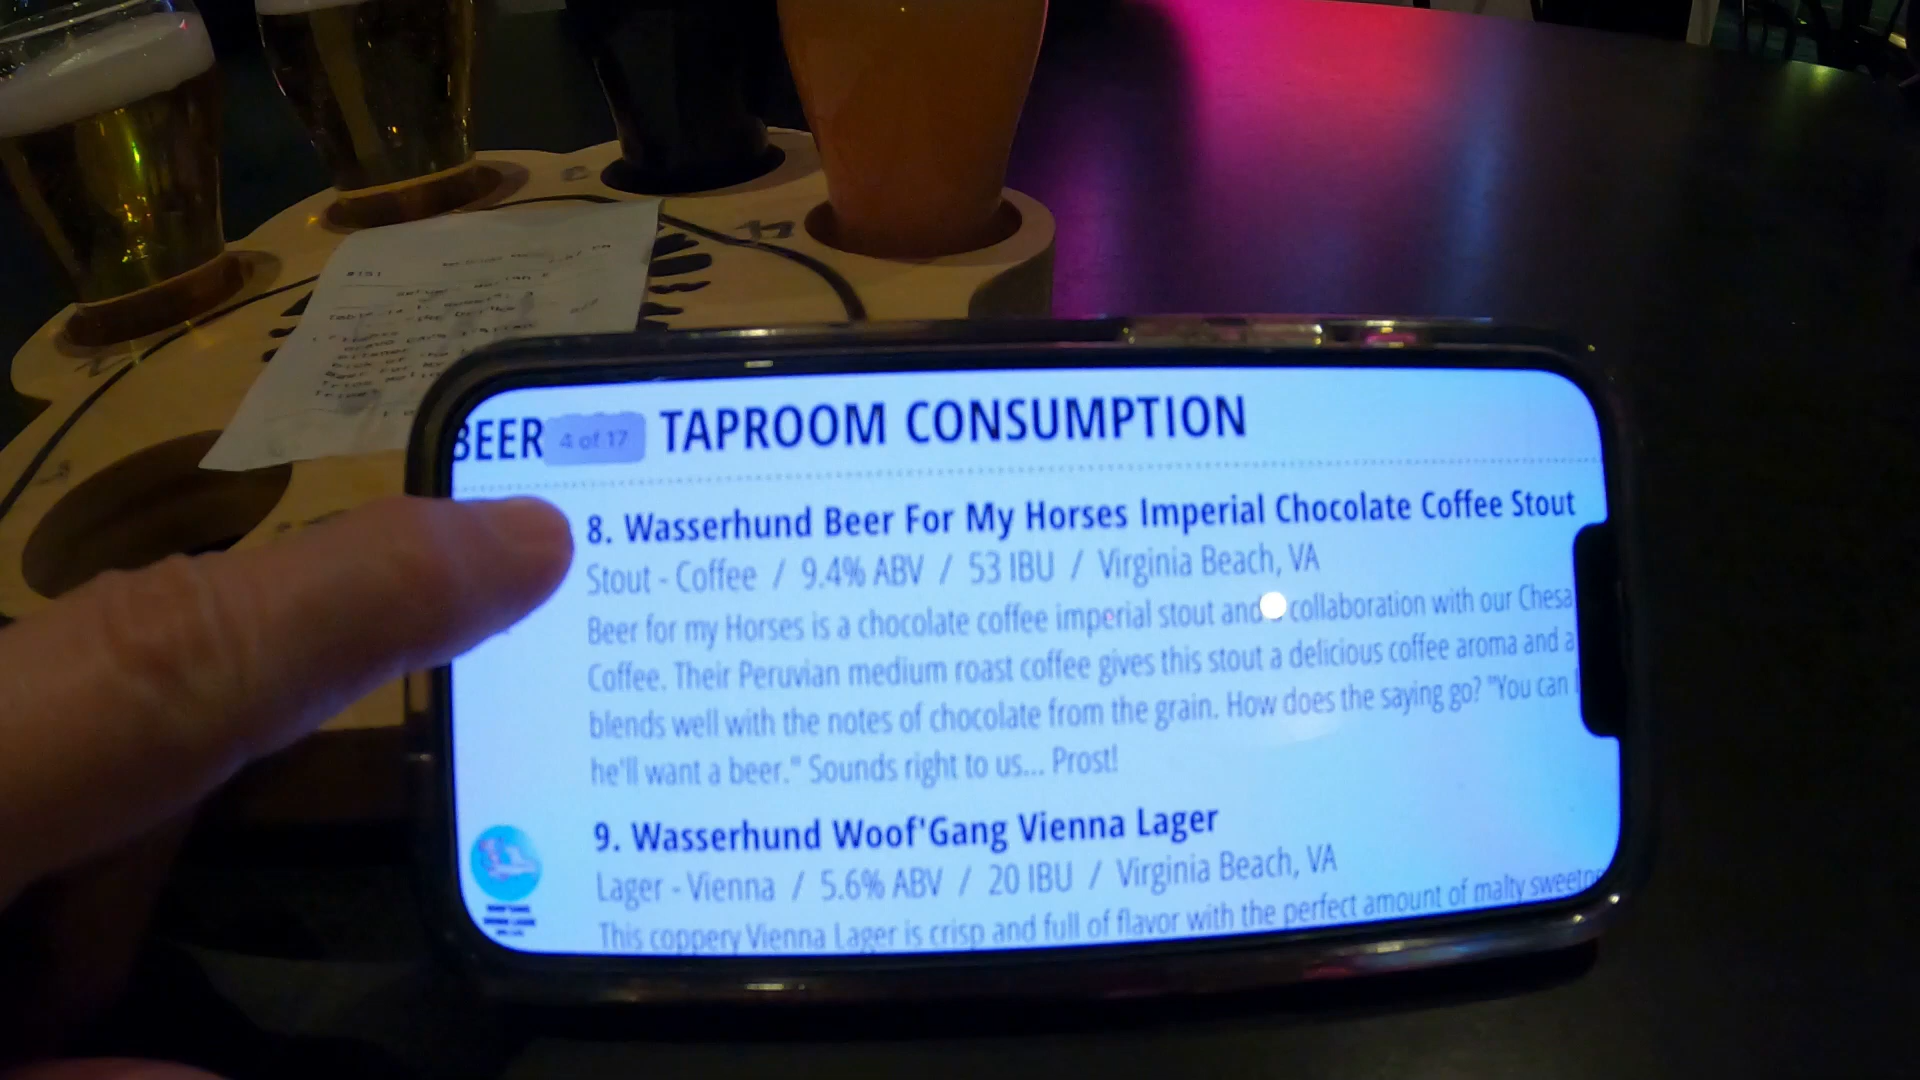 #151
4
BEER
4 of 17
TAPROOM CONSUMPTION
8. Wasserhund Beer For My Horses Imperial Chocolate Coffee Stout
Stout - Coffee / 9.4% ABV / 53 IBU / Virginia Beach, VA
Beer for my Horses is a chocolate coffee imperial stout and collaboration with our Chesa
Coffee. Their Peruvian medium roast coffee gives this stout a delicious coffee aroma and a
blends well with the notes of chocolate from the grain. How does the saying go? "You can
he'll want a beer." Sounds right to us... Prost!
9. Wasserhund Woof'Gang Vienna Lager
Lager - Vienna / 5.6% ABV / 20 IBU / Virginia Beach, VA
This coppery Vienna Lager is crisp and full of flavor with the perfect amount of malty